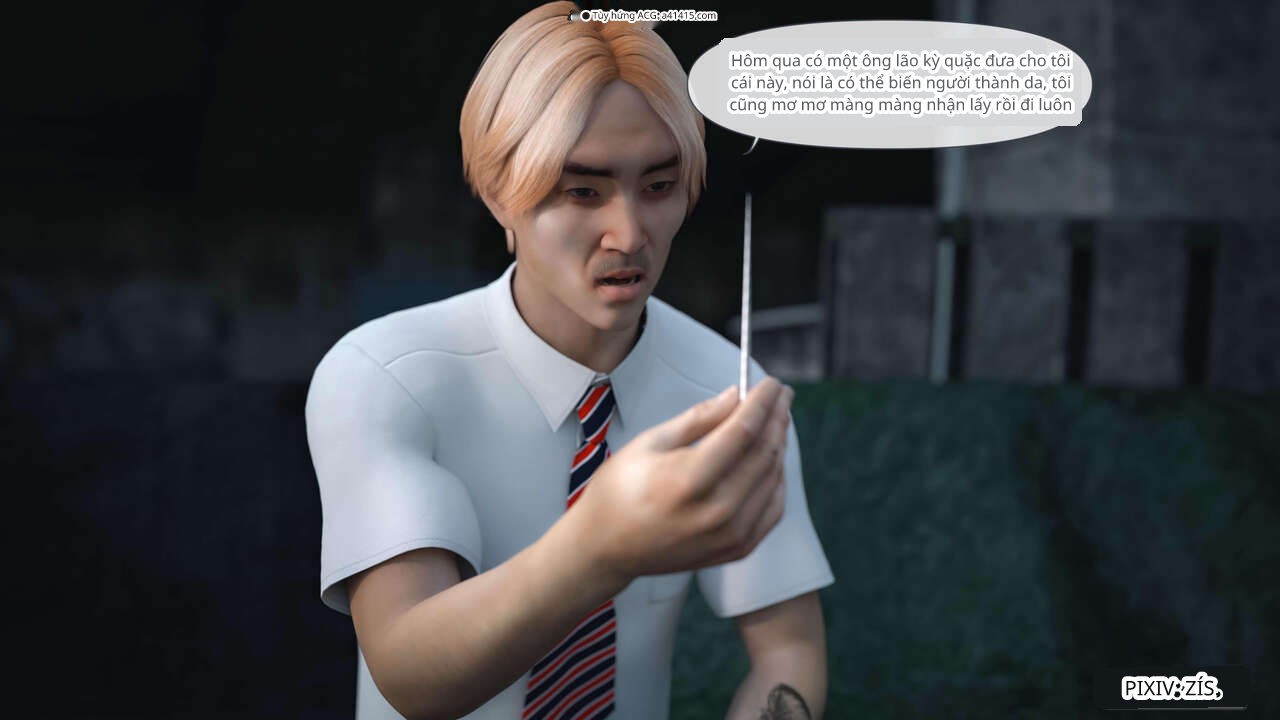 Tùy hứng ACG: a41415.com
Hôm qua có một ông lão kỳ quặc đưa cho tôi
cái này, nói là có thể biến người thành da, tôi
cũng mơ mơ màng màng nhận lấy rồi đi luôn
PIXIV: ZÍS,